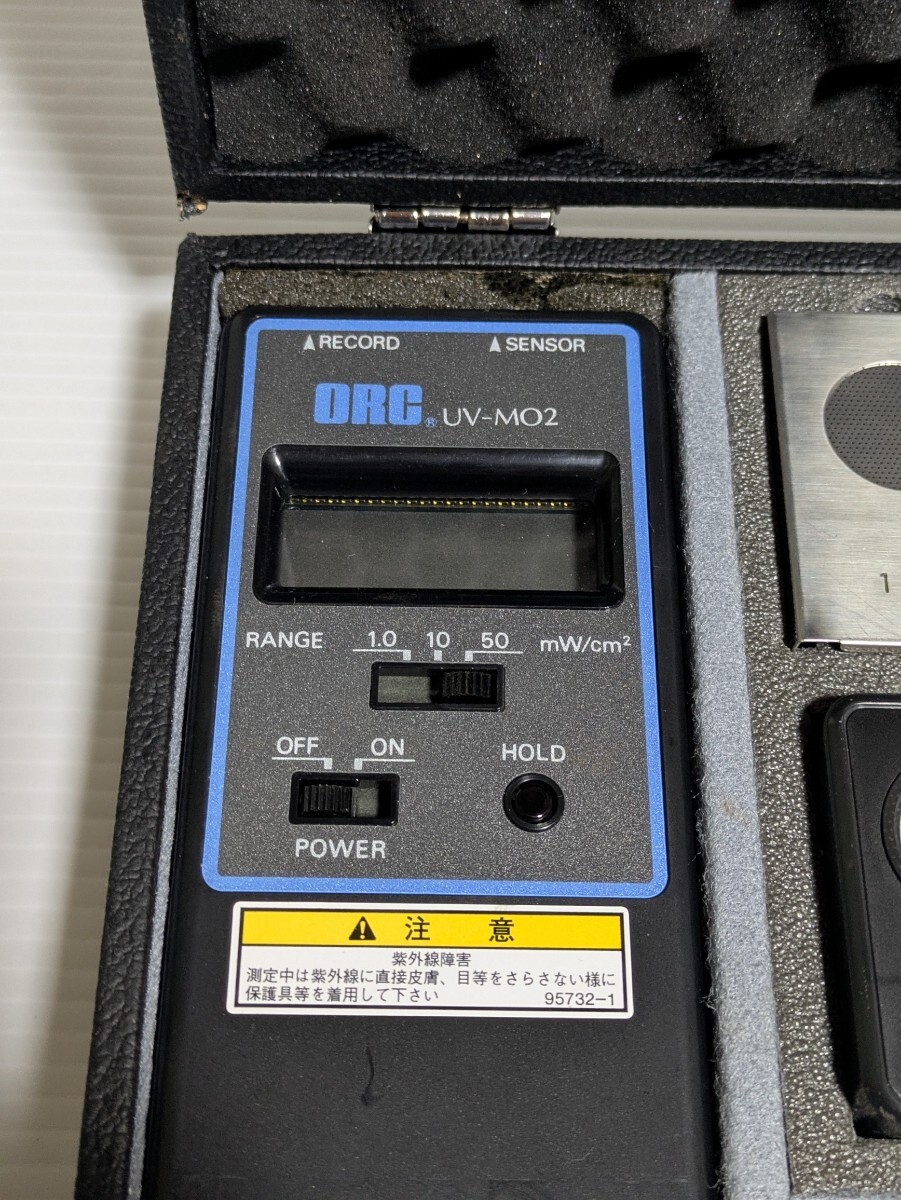 ▲RECORD ▲SENSOR
ORC® UV-MO2
RANGE 1.0 10 50 mW/cm²
OFF ON HOLD
POWER
⚠ 注 意
紫外線障害
測定中は紫外線に直接皮膚、目等をさらさない様に
保護具等を着用して下さい 95732-1
1